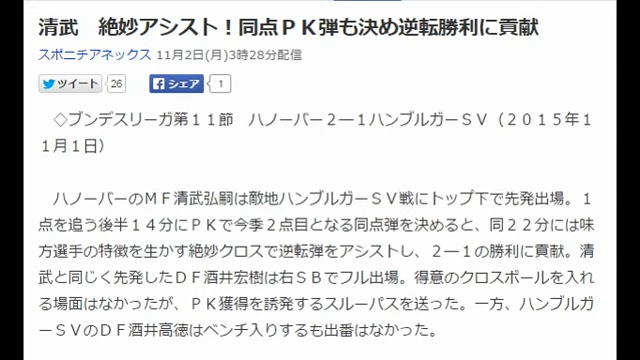 清武　絶妙アシスト！同点ＰＫ弾も決め逆転勝利に貢献
スポニチアネックス 11月2日(月)3時28分配信
ツイート 26 シェア 1
◇ブンデスリーガ第１１節　ハノーバー２―１ハンブルガーＳＶ（２０１５年１
１月１日）
ハノーバーのＭＦ清武弘嗣は敵地ハンブルガーＳＶ戦にトップ下で先発出場。１
点を追う後半１４分にＰＫで今季２点目となる同点弾を決めると、同２２分には味
方選手の特徴を生かす絶妙クロスで逆転弾をアシストし、２―１の勝利に貢献。清
武と同じく先発したＤＦ酒井宏樹は右ＳＢでフル出場。得意のクロスボールを入れ
る場面はなかったが、ＰＫ獲得を誘発するスルーパスを送った。一方、ハンブルガ
ーＳＶのＤＦ酒井高徳はベンチ入りするも出番はなかった。